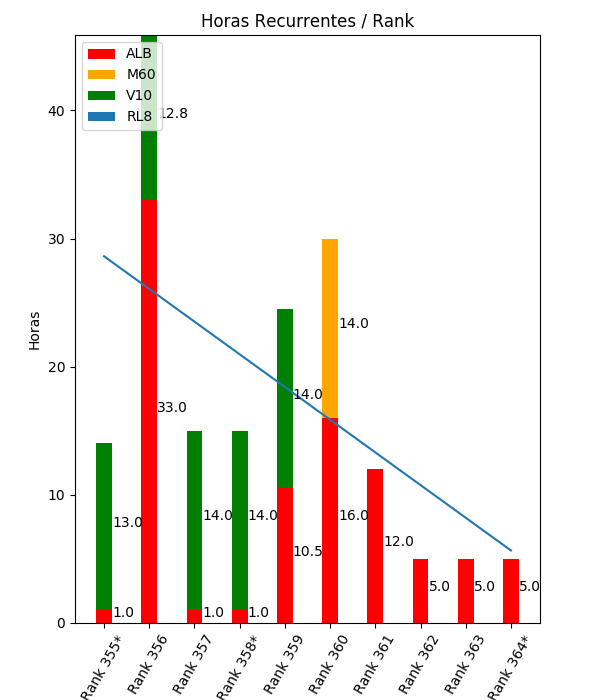 Horas Recurrentes / Rank
ALB
M60
V10
RL8
Horas
40
30
20
10
0
12.8
33.0
14.0
14.0
13.0
14.0
14.0
16.0
10.5
12.0
1.0
1.0
1.0
5.0
5.0
5.0
Rank 355*
Rank 356
Rank 357
Rank 358*
Rank 359
Rank 360
Rank 361
Rank 362
Rank 363
Rank 364*